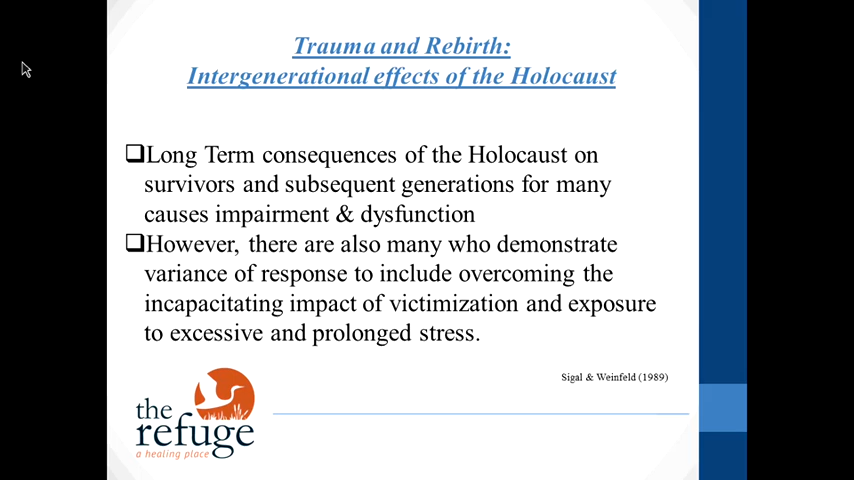 Trauma and Rebirth:
Intergenerational effects of the Holocaust
Long Term consequences of the Holocaust on
survivors and subsequent generations for many
causes impairment & dysfunction
However, there are also many who demonstrate
variance of response to include overcoming the
incapacitating impact of victimization and exposure
to excessive and prolonged stress.
Sigal & Weinfeld (1989)
the
refuge
a healing place